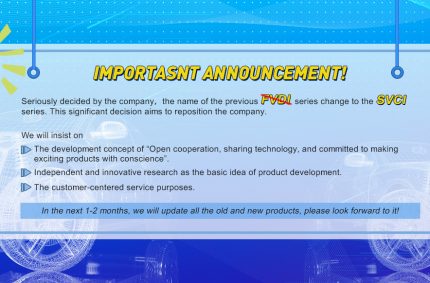 IMPORTASNT ANNOUNCEMENT!
Seriously decided by the company, the name of the previous FVDI series change to the SVCI
series. This significant decision aims to reposition the company.
We will insist on
The development concept of “Open cooperation, sharing technology, and committed to making
exciting products with conscience”.
Independent and innovative research as the basic idea of product development.
The customer-centered service purposes.
In the next 1-2 months, we will update all the old and new products, please look forward to it!